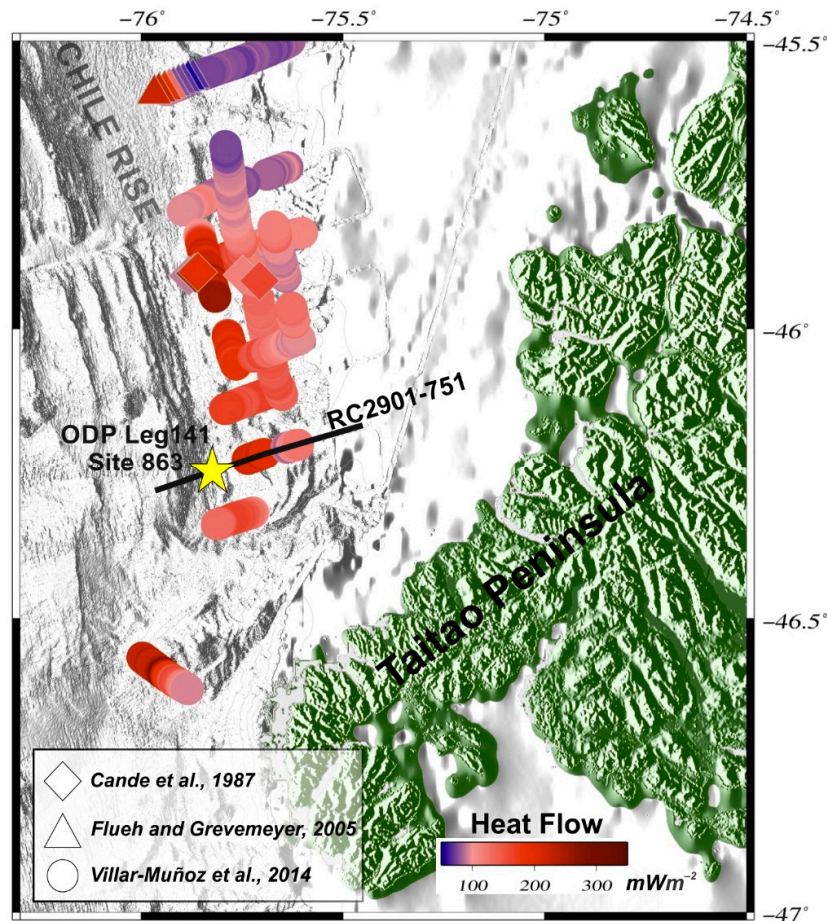 −76˚
−75.5˚
−75˚
−74.5˚
−45.5˚
CHILE RISE
−46˚
RC2901-751
ODP Leg141
Site 863
Taitao Peninsula
−46.5˚
Cande et al., 1987
Flueh and Grevemeyer, 2005
Villar-Muñoz et al., 2014
Heat Flow
100 200 300 mWm⁻²
−47˚